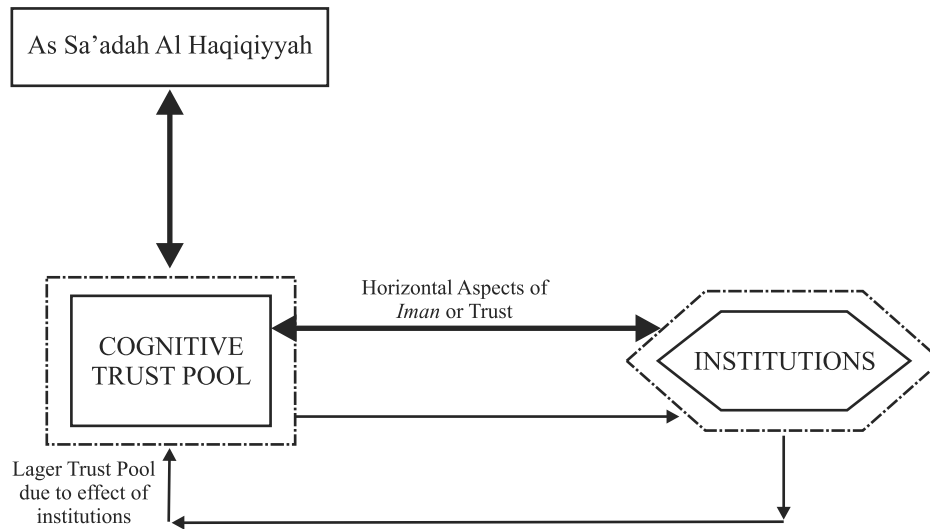 As Sa’adah Al Haqiqiyyah
Horizontal Aspects of
Iman or Trust
COGNITIVE
TRUST POOL
INSTITUTIONS
Lager Trust Pool
due to effect of
institutions